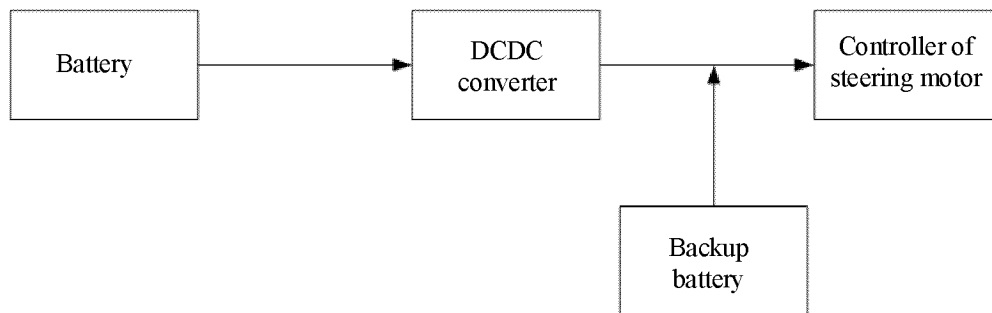 Battery
DCDC
converter
Controller of
steering motor
Backup
battery